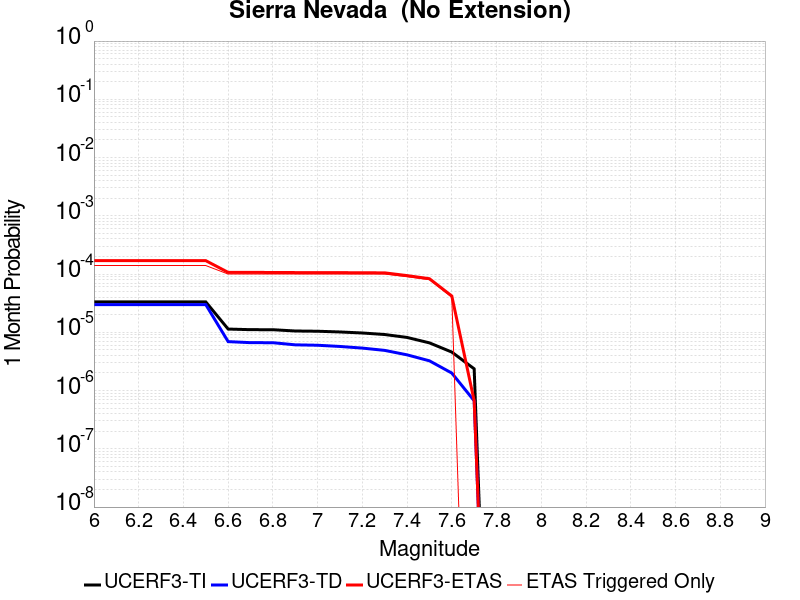 Sierra Nevada  (No Extension)
10^0
10^-1
10^-2
10^-3
10^-4
10^-5
10^-6
10^-7
10^-8
1 Month Probability
6 6.2 6.4 6.6 6.8 7 7.2 7.4 7.6 7.8 8 8.2 8.4 8.6 8.8 9
Magnitude
UCERF3-TI UCERF3-TD UCERF3-ETAS ETAS Triggered Only